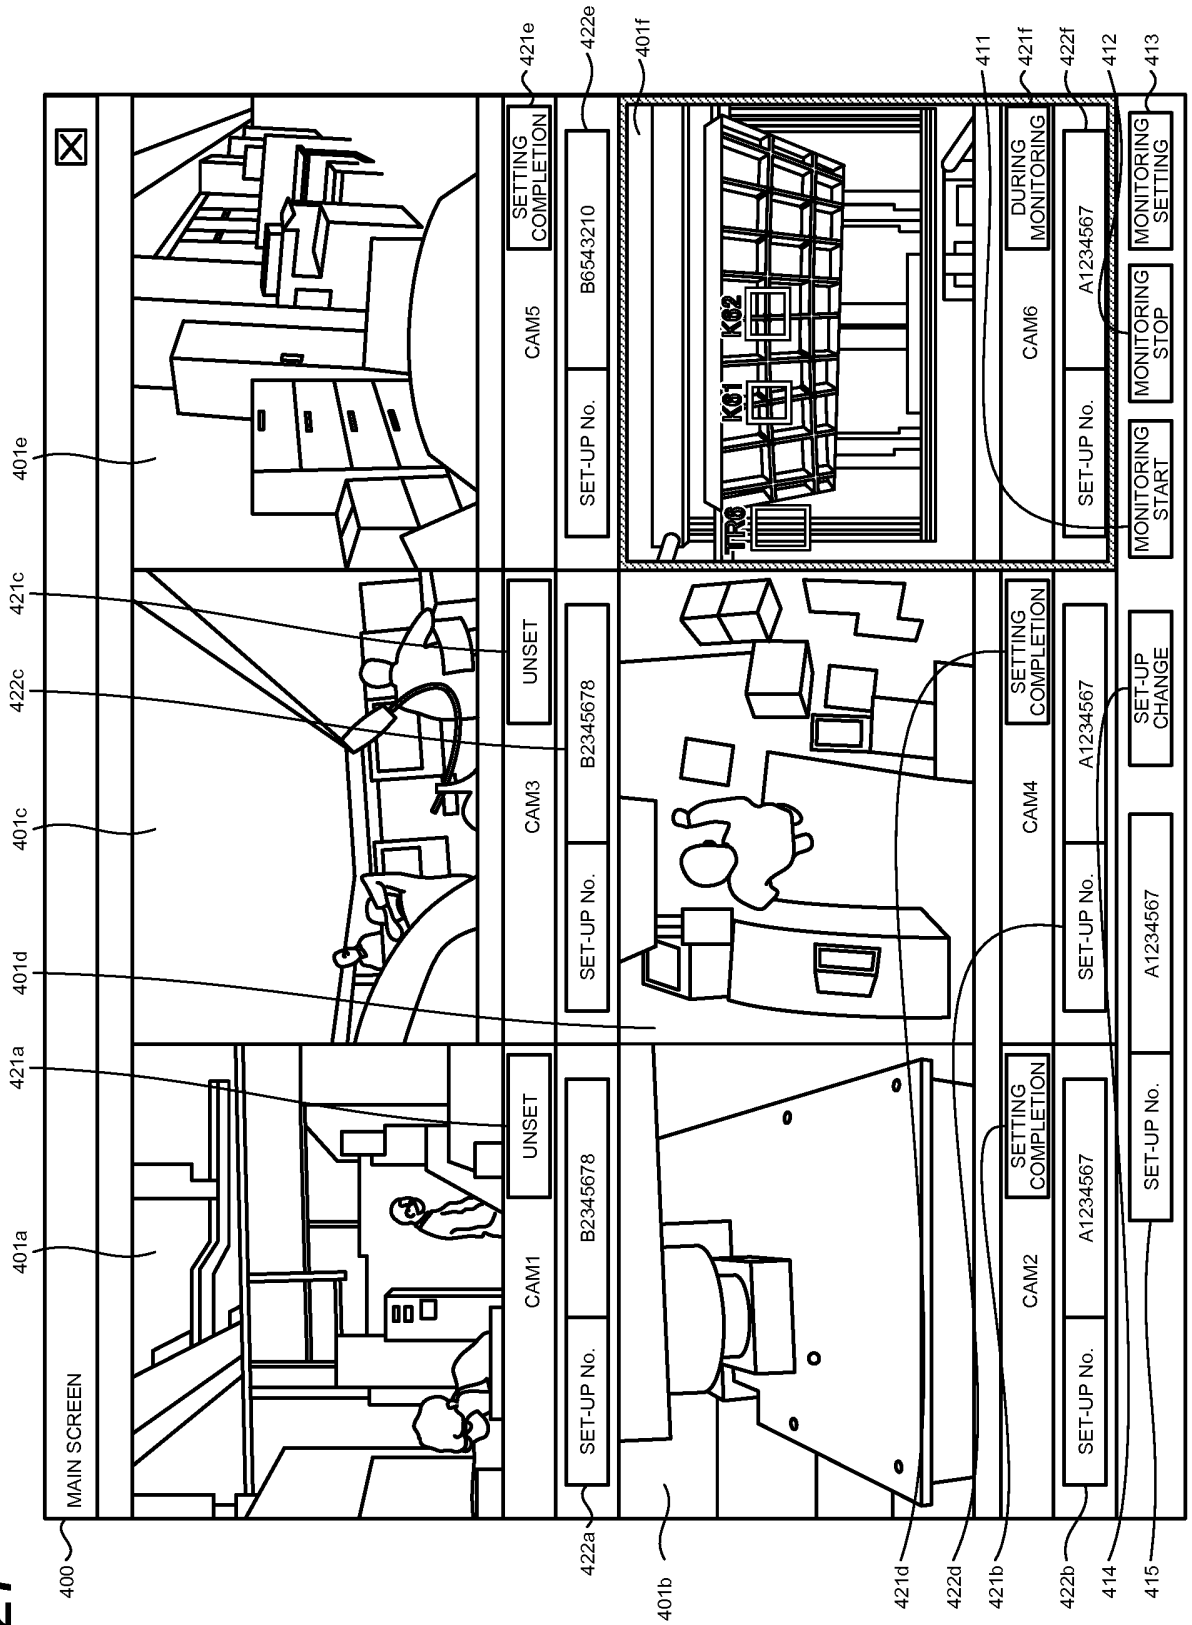 400
MAIN SCREEN
401a
421a
401d
401c
422c
421c
401e
CAM1
UNSET
CAM3
UNSET
CAM5
SETTING
COMPLETION
421e
422a
SET-UP No.
B2345678
SET-UP No.
B2345678
SET-UP No.
B6543210
422e
401b
401f
TR6
K61
K62
421d
422d
421b
CAM2
SETTING
COMPLETION
CAM4
SETTING
COMPLETION
CAM6
DURING
MONITORING
411
421f
422b
SET-UP No.
A1234567
SET-UP No.
A1234567
SET-UP No.
A1234567
422f
414
412
415
SET-UP No.
A1234567
SET-UP
CHANGE
MONITORING
START
MONITORING
STOP
MONITORING
SETTING
413